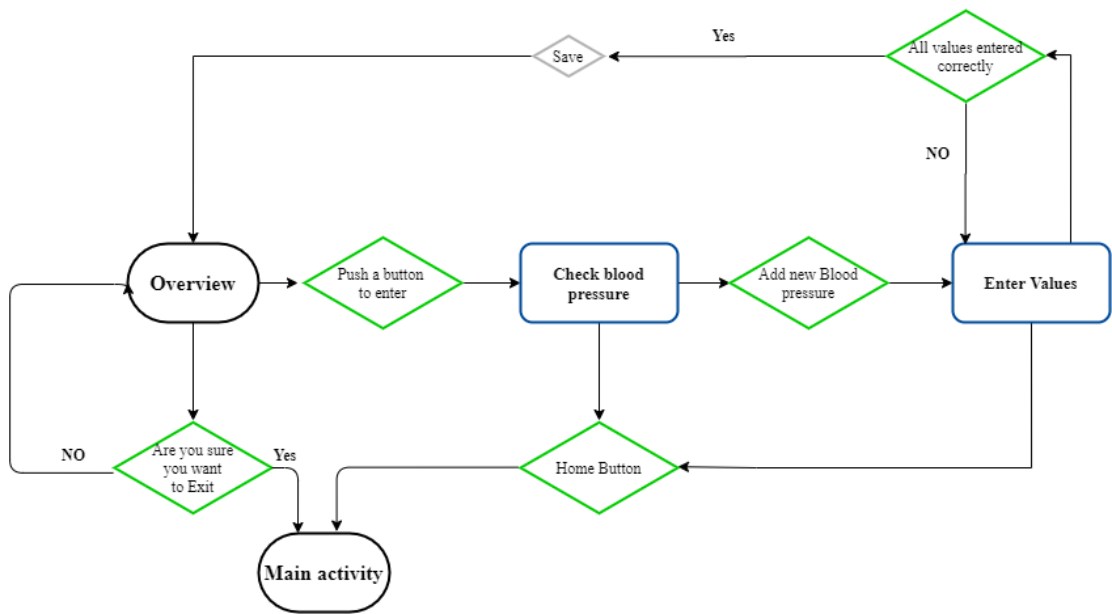 Yes
Save
All values entered
correctly
NO
Overview
Push a button
to enter
Check blood
pressure
Add new Blood
pressure
Enter Values
NO
Are you sure
you want
to Exit
Yes
Home Button
Main activity